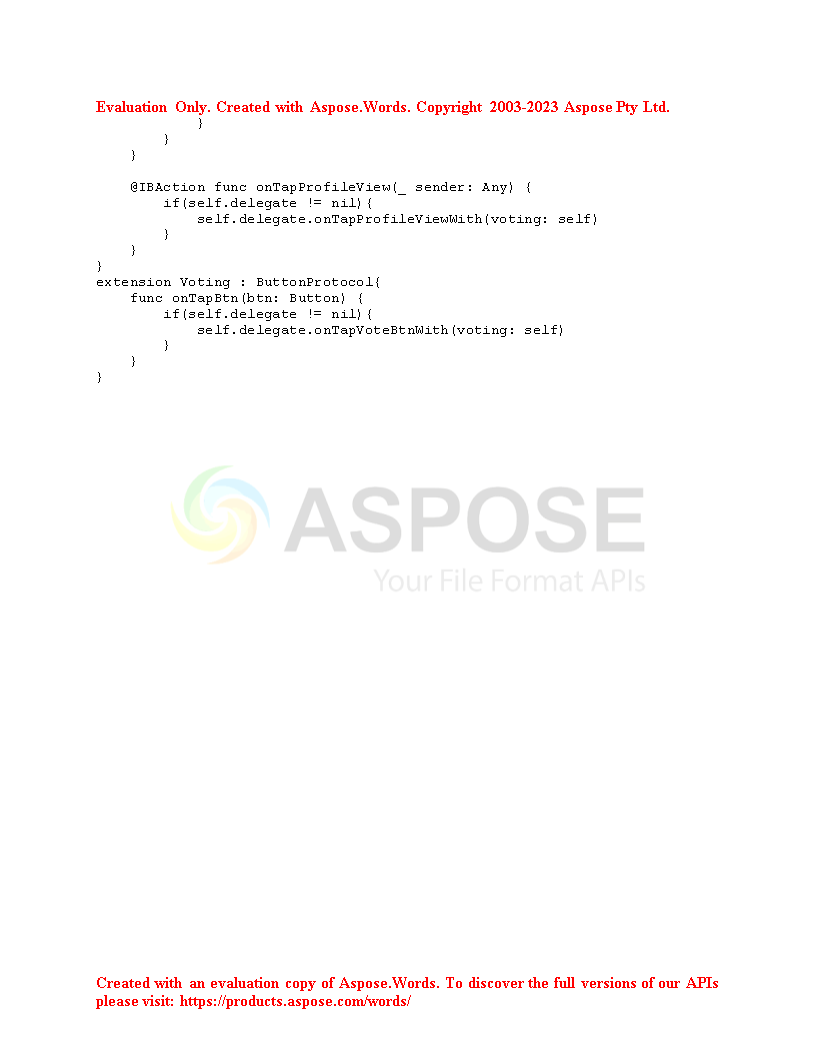 Evaluation Only. Created with Aspose.Words. Copyright 2003-2023 Aspose Pty Ltd.
            }
        }
    }

    @IBAction func onTapProfileView(_ sender: Any) {
        if(self.delegate != nil){
            self.delegate.onTapProfileViewWith(voting: self)
        }
    }
}
extension Voting : ButtonProtocol{
    func onTapBtn(btn: Button) {
        if(self.delegate != nil){
            self.delegate.onTapVoteBtnWith(voting: self)
        }
    }
}
ASPOSE
Your File Format APIs
Created with an evaluation copy of Aspose.Words. To discover the full versions of our APIs
please visit: https://products.aspose.com/words/